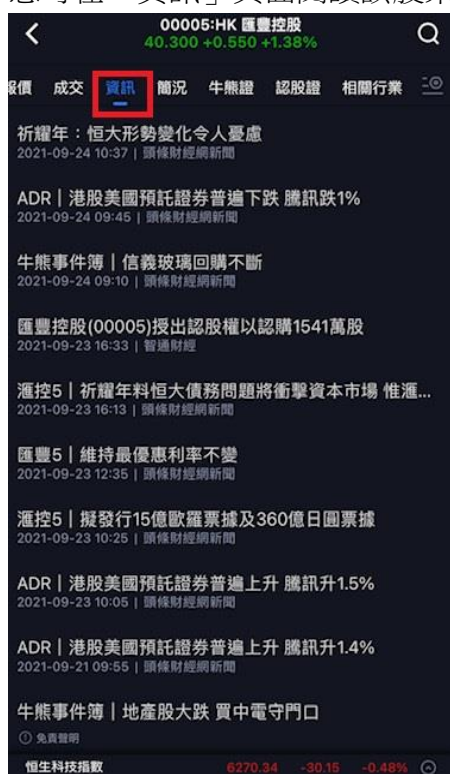 00005:HK 匯豐控股
40.300 +0.550 +1.38%
報價 成交 資訊 簡況 牛熊證 認股證 相關行業
祈耀年：恒大形勢變化令人憂慮
2021-09-24 10:37 | 頭條財經網新聞
ADR｜港股美國預託證券普遍下跌 騰訊跌1%
2021-09-24 09:45 | 頭條財經網新聞
牛熊事件簿｜信義玻璃回購不斷
2021-09-24 09:10 | 頭條財經網新聞
匯豐控股(00005)授出認股權以認購1541萬股
2021-09-23 16:33 | 智通財經
滙控5｜祈耀年料恒大債務問題將衝擊資本市場 惟滙...
2021-09-23 16:13 | 頭條財經網新聞
匯豐5｜維持最優惠利率不變
2021-09-23 12:35 | 頭條財經網新聞
滙控5｜擬發行15億歐羅票據及360億日圓票據
2021-09-23 10:25 | 頭條財經網新聞
ADR｜港股美國預託證券普遍上升 騰訊升1.5%
2021-09-23 10:05 | 頭條財經網新聞
ADR｜港股美國預託證券普遍上升 騰訊升1.4%
2021-09-21 09:55 | 頭條財經網新聞
牛熊事件簿｜地產股大跌 買中電守門口
免責聲明
恒生科技指數 6270.34 -30.15 -0.48%